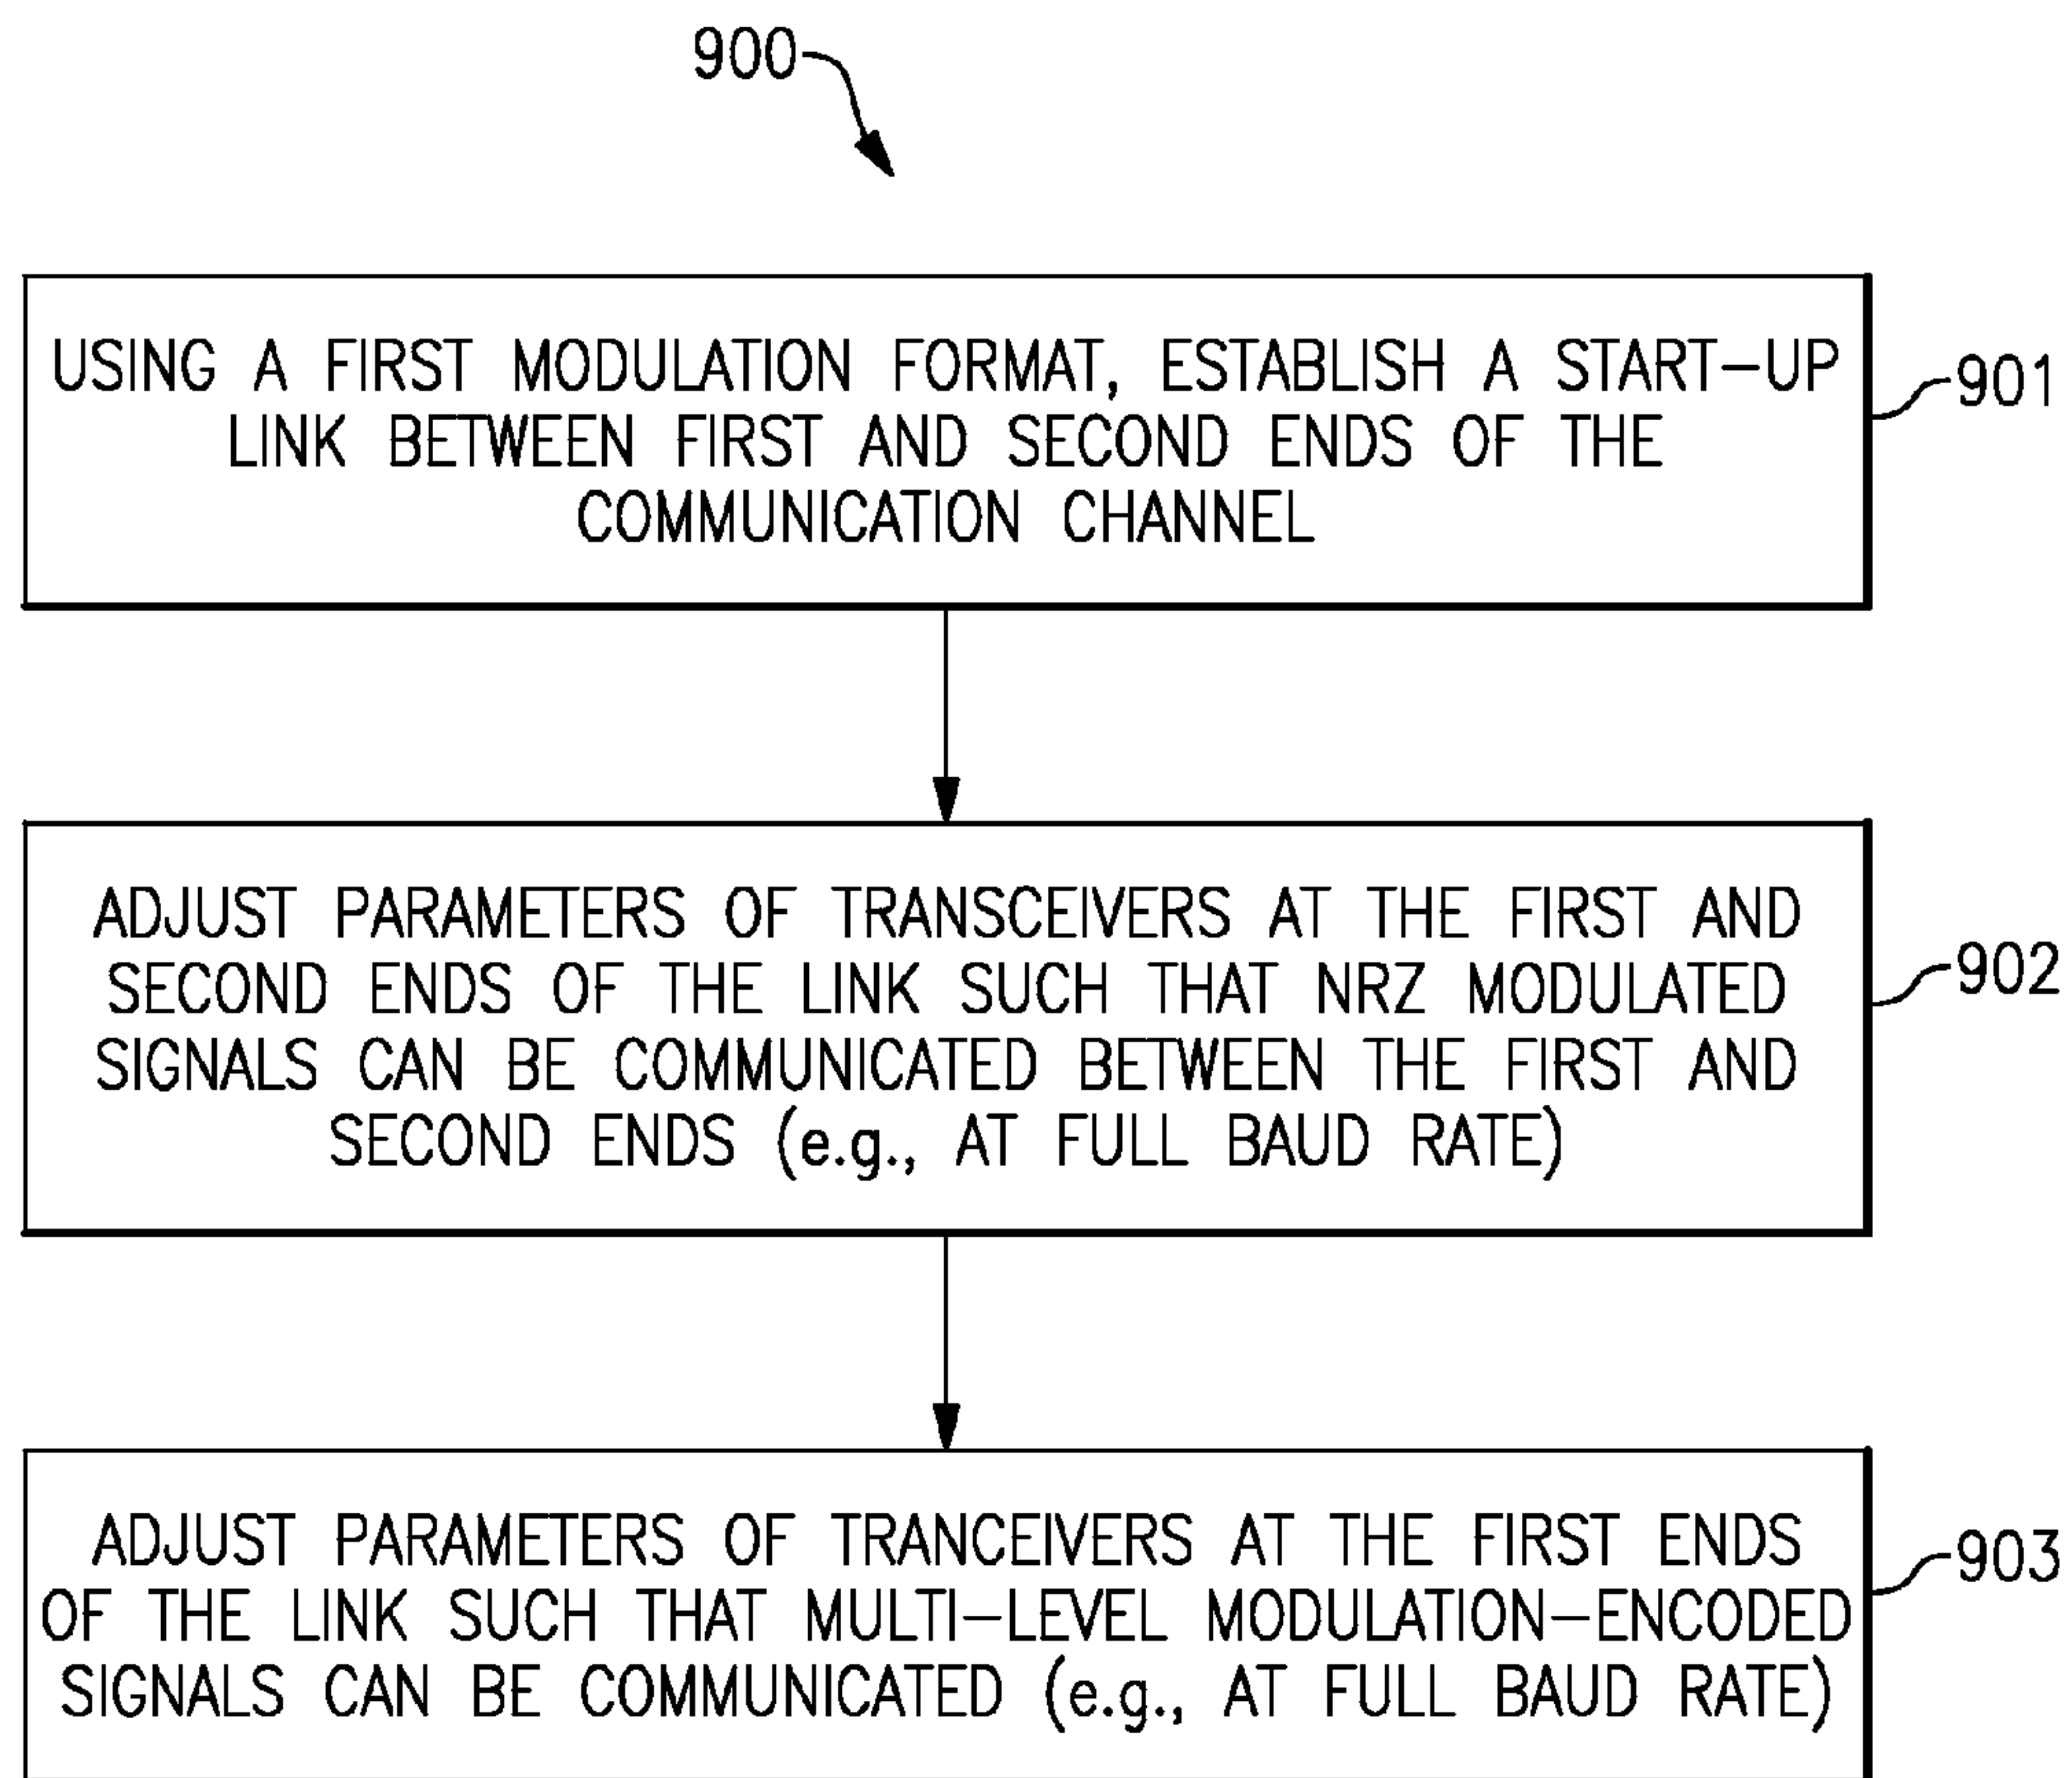 900
USING A FIRST MODULATION FORMAT, ESTABLISH A START-UP
LINK BETWEEN FIRST AND SECOND ENDS OF THE
COMMUNICATION CHANNEL
901
ADJUST PARAMETERS OF TRANSCEIVERS AT THE FIRST AND
SECOND ENDS OF THE LINK SUCH THAT NRZ MODULATED
SIGNALS CAN BE COMMUNICATED BETWEEN THE FIRST AND
SECOND ENDS (e.g., AT FULL BAUD RATE)
902
ADJUST PARAMETERS OF TRANCEIVERS AT THE FIRST ENDS
OF THE LINK SUCH THAT MULTI-LEVEL MODULATION-ENCODED
SIGNALS CAN BE COMMUNICATED (e.g., AT FULL BAUD RATE)
903